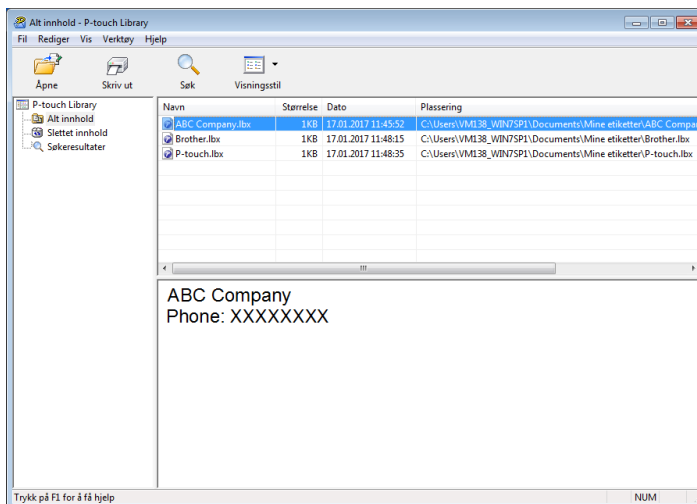 Alt innhold - P-touch Library
Fil Rediger Vis Verktøy Hjelp
Åpne Skriv ut Søk Visningsstil
P-touch Library
Alt innhold
Slettet innhold
Søkeresultater
Navn Størrelse Dato Plassering
ABC Company.lbx 1KB 17.01.2017 11:45:52 C:\Users\VM138_WIN7SP1\Documents\Mine etiketter\ABC Compa
Brother.lbx 1KB 17.01.2017 11:48:15 C:\Users\VM138_WIN7SP1\Documents\Mine etiketter\Brother.lbx
P-touch.lbx 1KB 17.01.2017 11:48:35 C:\Users\VM138_WIN7SP1\Documents\Mine etiketter\P-touch.lbx
ABC Company
Phone: XXXXXXXX
Trykk på F1 for å få hjelp NUM